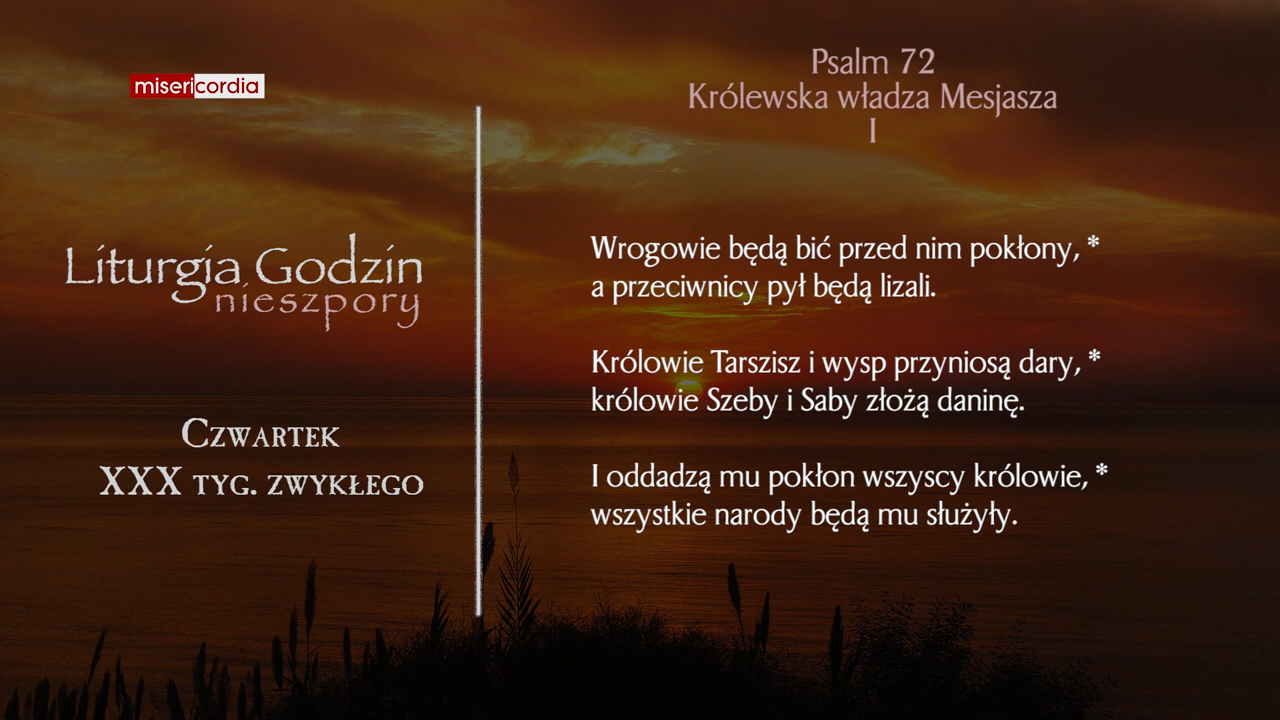 misericordia
Liturgia Godzin
nieszpory
Czwartek
XXX tyg. zwykłego
Psalm 72
Królewska władza Mesjasza
I
Wrogowie będą bić przed nim pokłony, *
a przeciwnicy pył będą lizali.
Królowie Tarszisz i wysp przyniosą dary, *
królowie Szeby i Saby złożą daninę.
I oddadzą mu pokłon wszyscy królowie, *
wszystkie narody będą mu służyły.